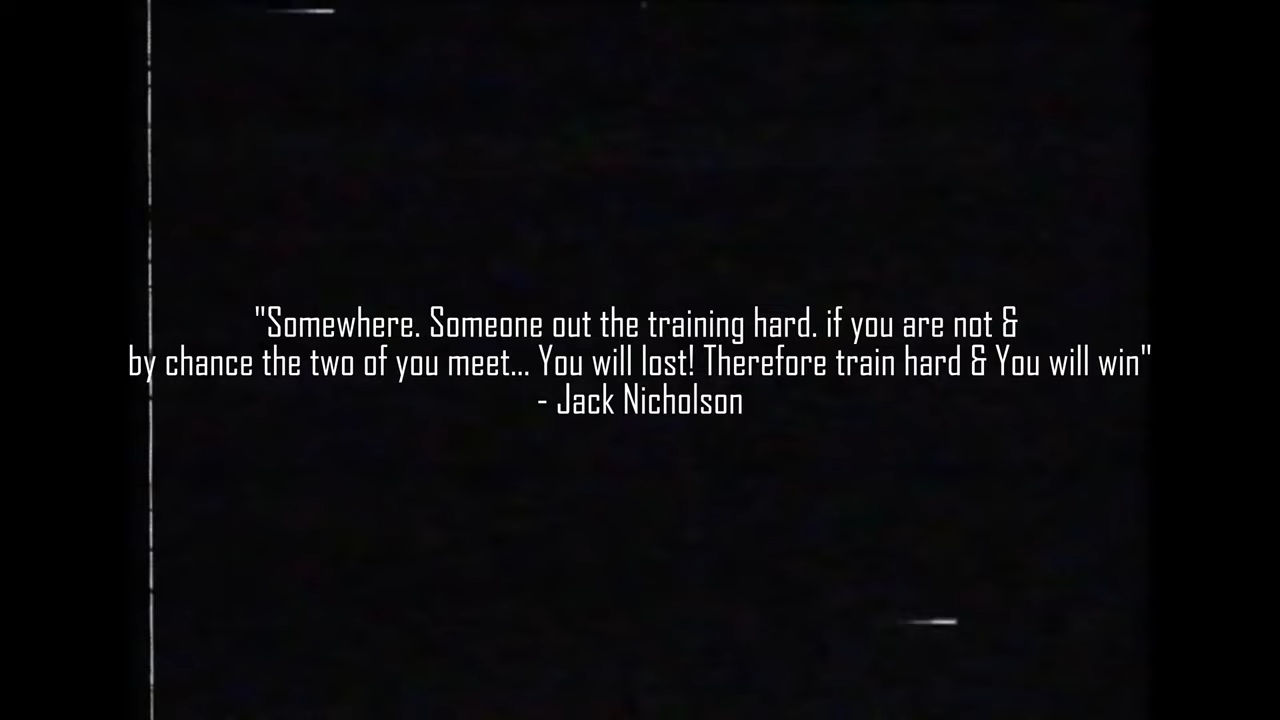 "Somewhere. Someone out the training hard. if you are not &
by chance the two of you meet... You will lost! Therefore train hard & You will win"
- Jack Nicholson